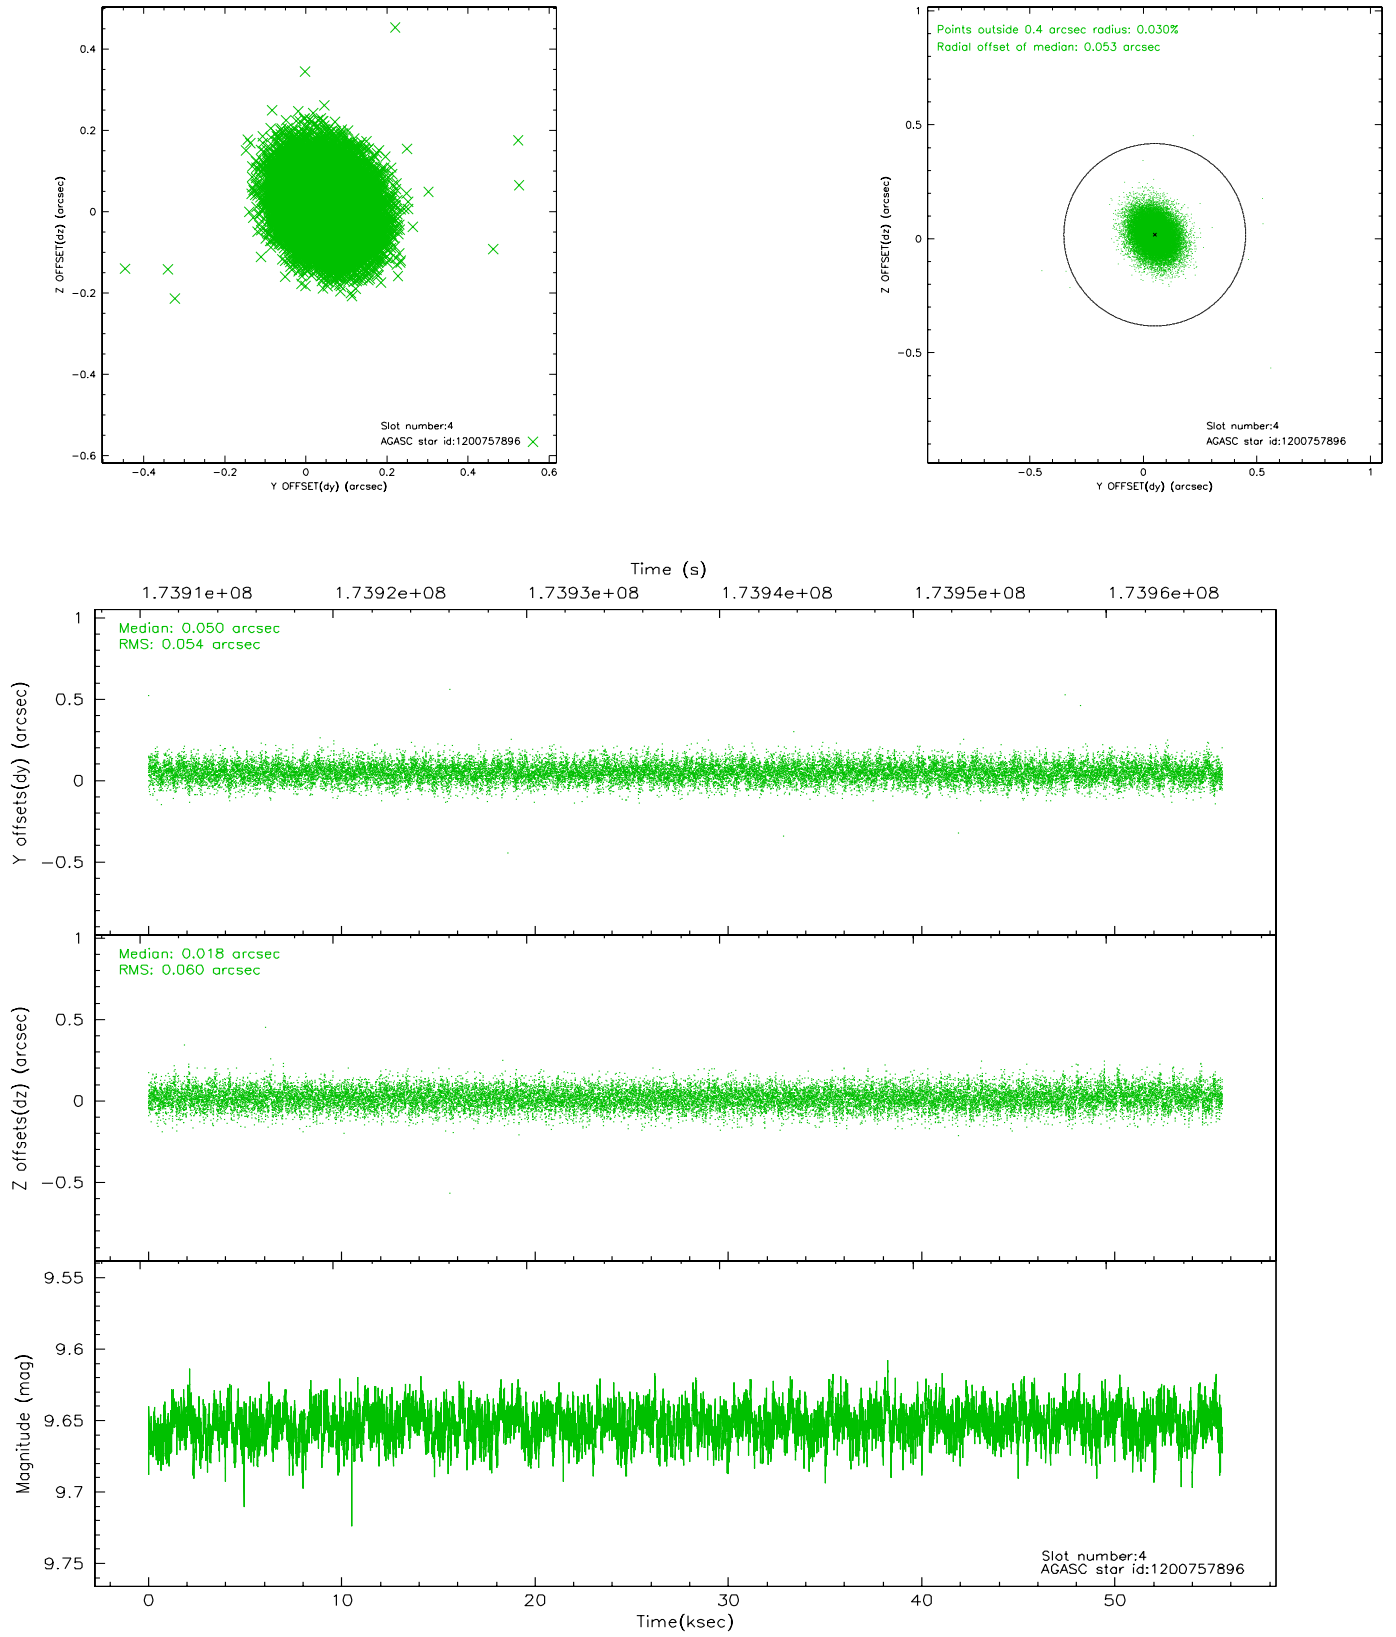 0.4
0.2
0
−0.2
−0.4
−0.6
Z OFFSET(dz) (arcsec)
Slot number:4
AGASC star id:1200757896
−0.4
−0.2
0
0.2
0.4
0.6
Y OFFSET(dy) (arcsec)
1
0.5
0
−0.5
Z OFFSET(dz) (arcsec)
Points outside 0.4 arcsec radius: 0.030%
Radial offset of median: 0.053 arcsec
Slot number:4
AGASC star id:1200757896
−0.5
0
0.5
1
Y OFFSET(dy) (arcsec)
Time (s)
1.7391e+08
1.7392e+08
1.7393e+08
1.7394e+08
1.7395e+08
1.7396e+08
1
0.5
0
−0.5
Y offsets(dy) (arcsec)
Median: 0.050 arcsec
RMS: 0.054 arcsec
1
0.5
0
−0.5
Z offsets(dz) (arcsec)
Median: 0.018 arcsec
RMS: 0.060 arcsec
9.55
9.6
9.65
9.7
9.75
Magnitude (mag)
Slot number:4
AGASC star id:1200757896
0
10
20
30
40
50
Time(ksec)